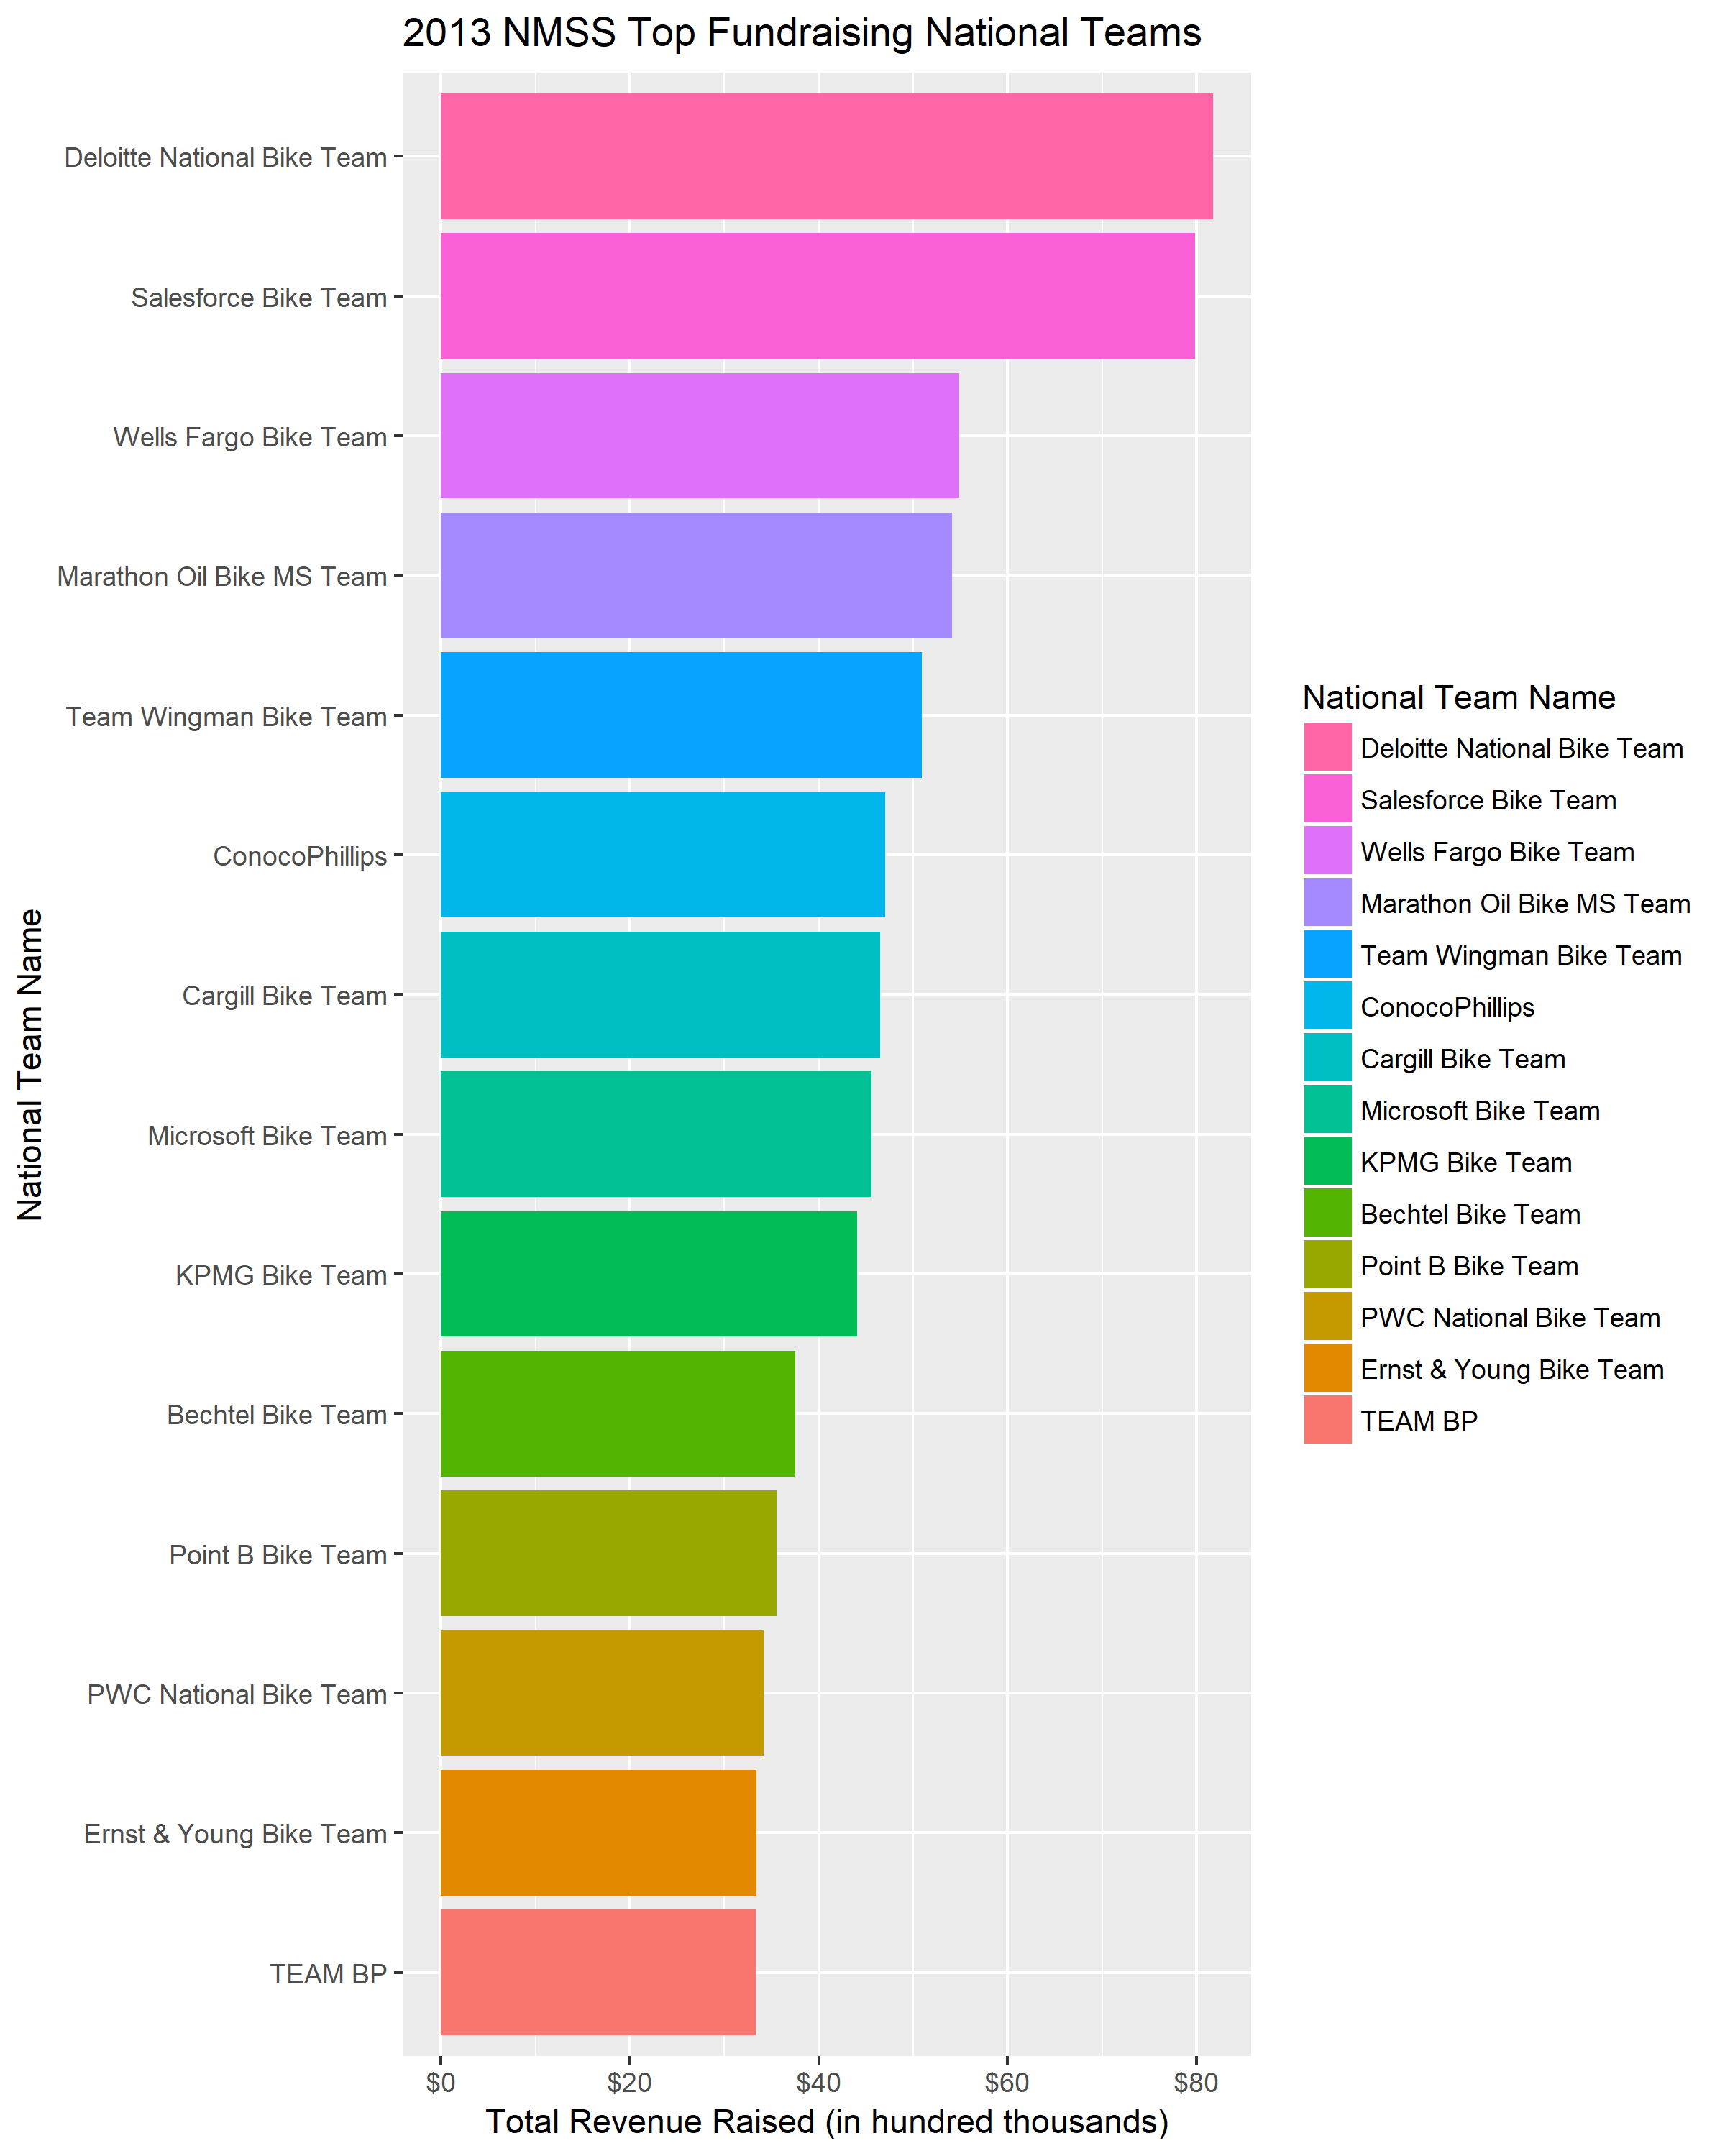 2013 NMSS Top Fundraising National Teams
National Team Name
Deloitte National Bike Team
Salesforce Bike Team
Wells Fargo Bike Team
Marathon Oil Bike MS Team
Team Wingman Bike Team
ConocoPhillips
Cargill Bike Team
Microsoft Bike Team
KPMG Bike Team
Bechtel Bike Team
Point B Bike Team
PWC National Bike Team
Ernst & Young Bike Team
TEAM BP
$0 $20 $40 $60 $80
Total Revenue Raised (in hundred thousands)
National Team Name
Deloitte National Bike Team
Salesforce Bike Team
Wells Fargo Bike Team
Marathon Oil Bike MS Team
Team Wingman Bike Team
ConocoPhillips
Cargill Bike Team
Microsoft Bike Team
KPMG Bike Team
Bechtel Bike Team
Point B Bike Team
PWC National Bike Team
Ernst & Young Bike Team
TEAM BP